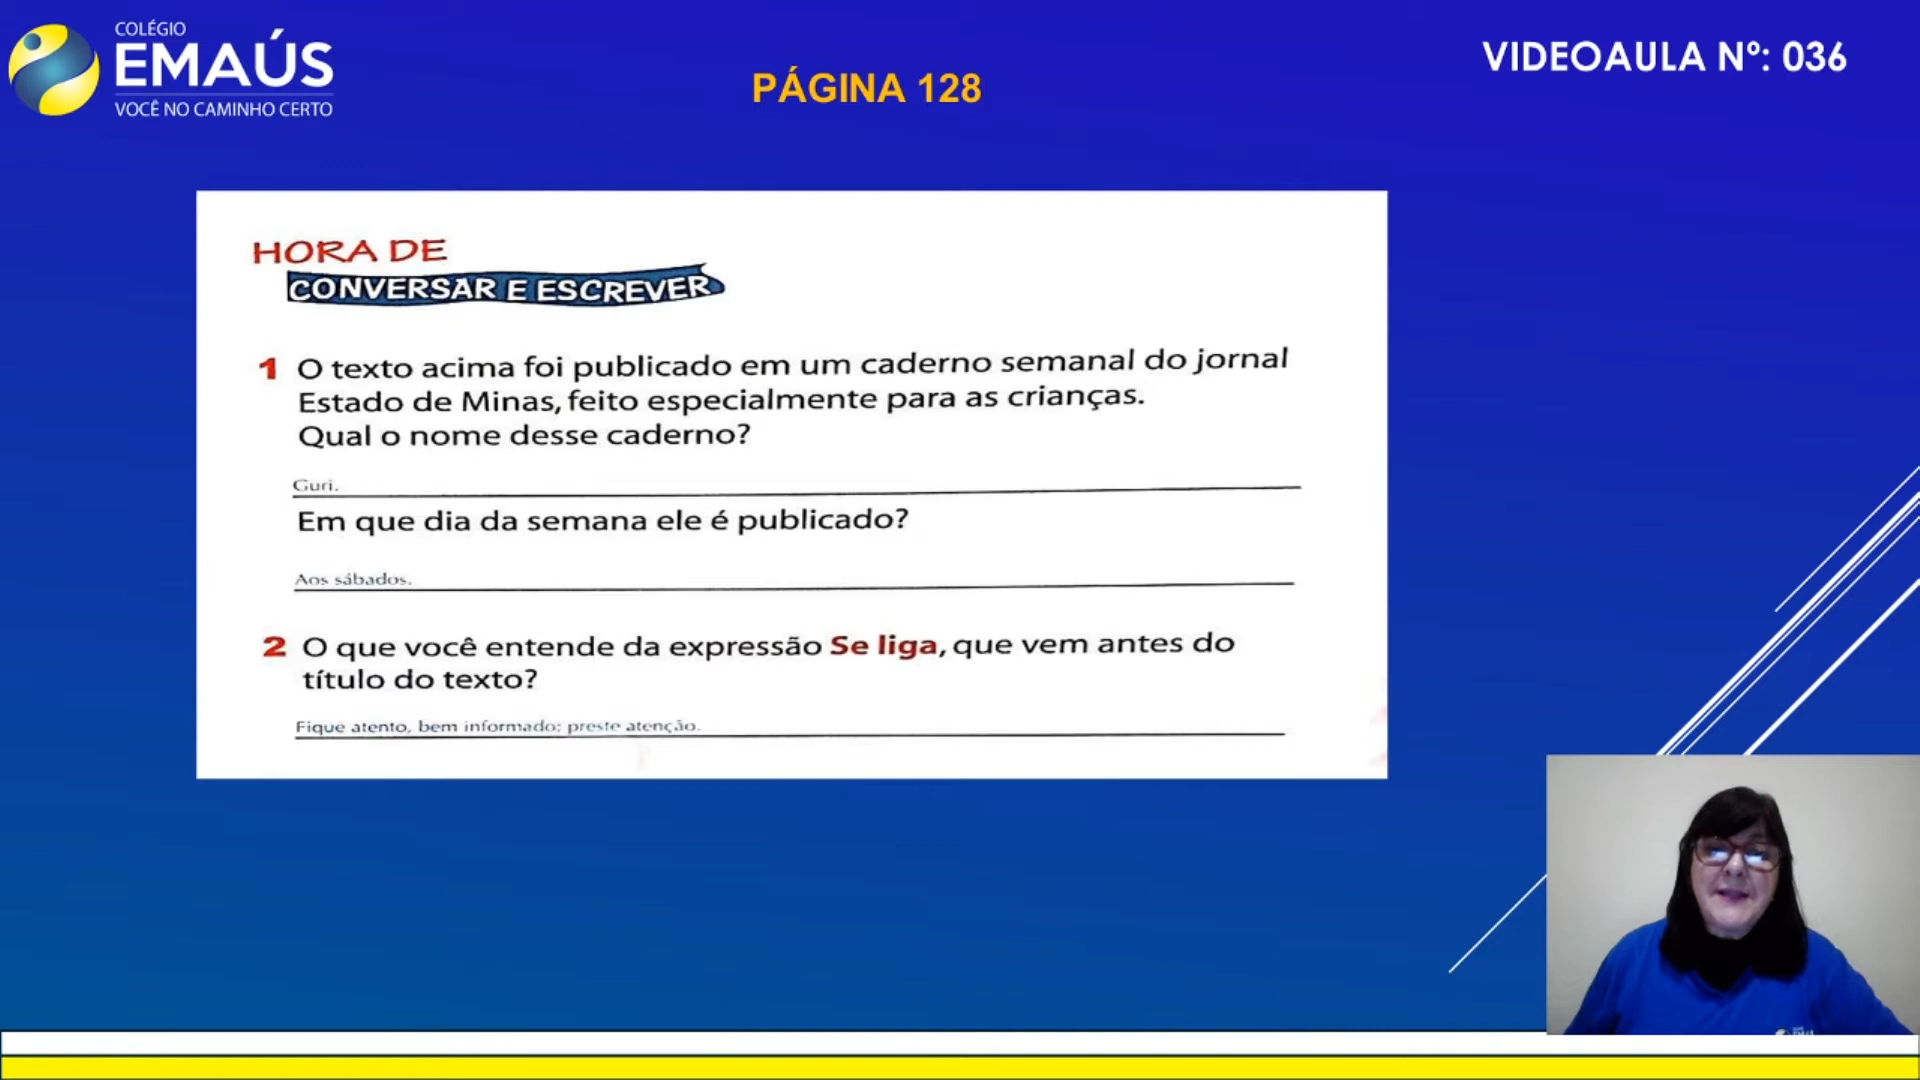 COLÉGIO
EMAÚS
VOCÊ NO CAMINHO CERTO
PÁGINA 128
VIDEOAULA Nº: 036
HORA DE
CONVERSAR E ESCREVER
1 O texto acima foi publicado em um caderno semanal do jornal
Estado de Minas, feito especialmente para as crianças.
Qual o nome desse caderno?
Guri.
Em que dia da semana ele é publicado?
Aos sábados.
2 O que você entende da expressão Se liga, que vem antes do
título do texto?
Fique atento, bem informado; preste atenção.